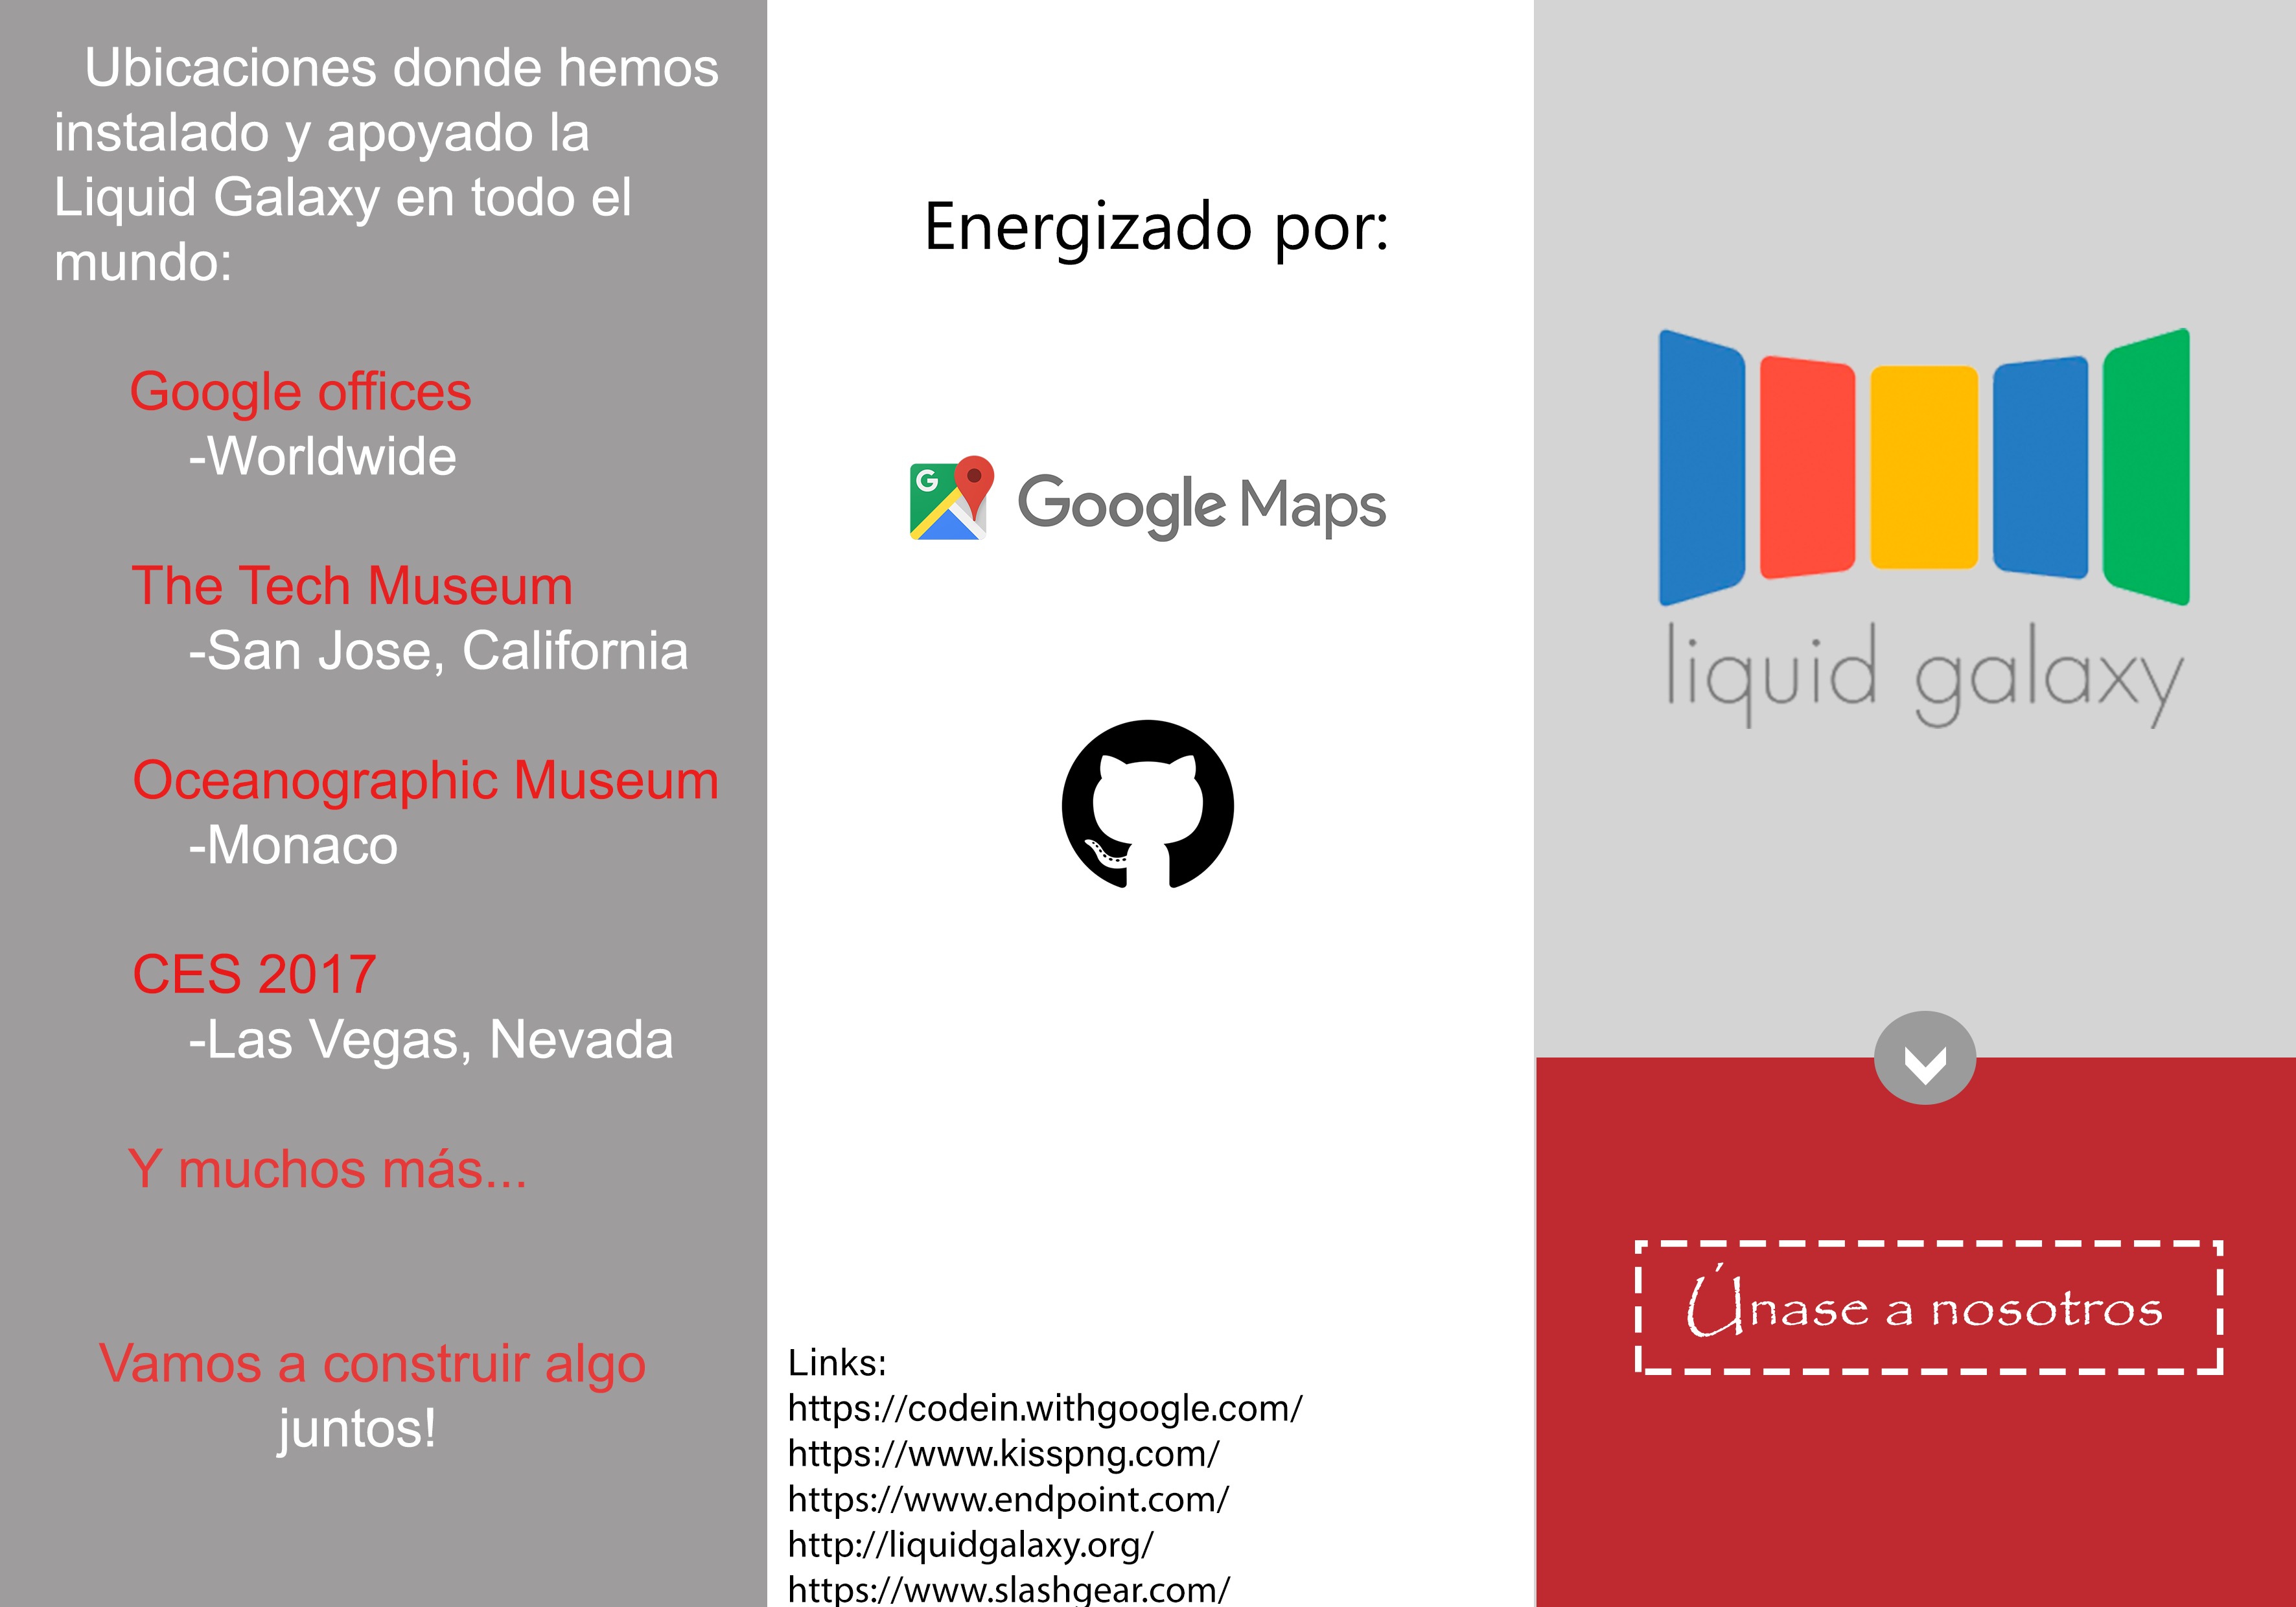 Ubicaciones donde hemos
instalado y apoyado la
Liquid Galaxy en todo el
mundo:
Google offices
-Worldwide
The Tech Museum
-San Jose, California
Oceanographic Museum
-Monaco
CES 2017
-Las Vegas, Nevada
Y muchos más...
Vamos a construir algo
juntos!
Energizado por:
G
Google Maps
Links:
https://codein.withgoogle.com/
https://www.kisspng.com/
https://www.endpoint.com/
http://liquidgalaxy.org/
https://www.slashgear.com/
liquid galaxy
Únase a nosotros